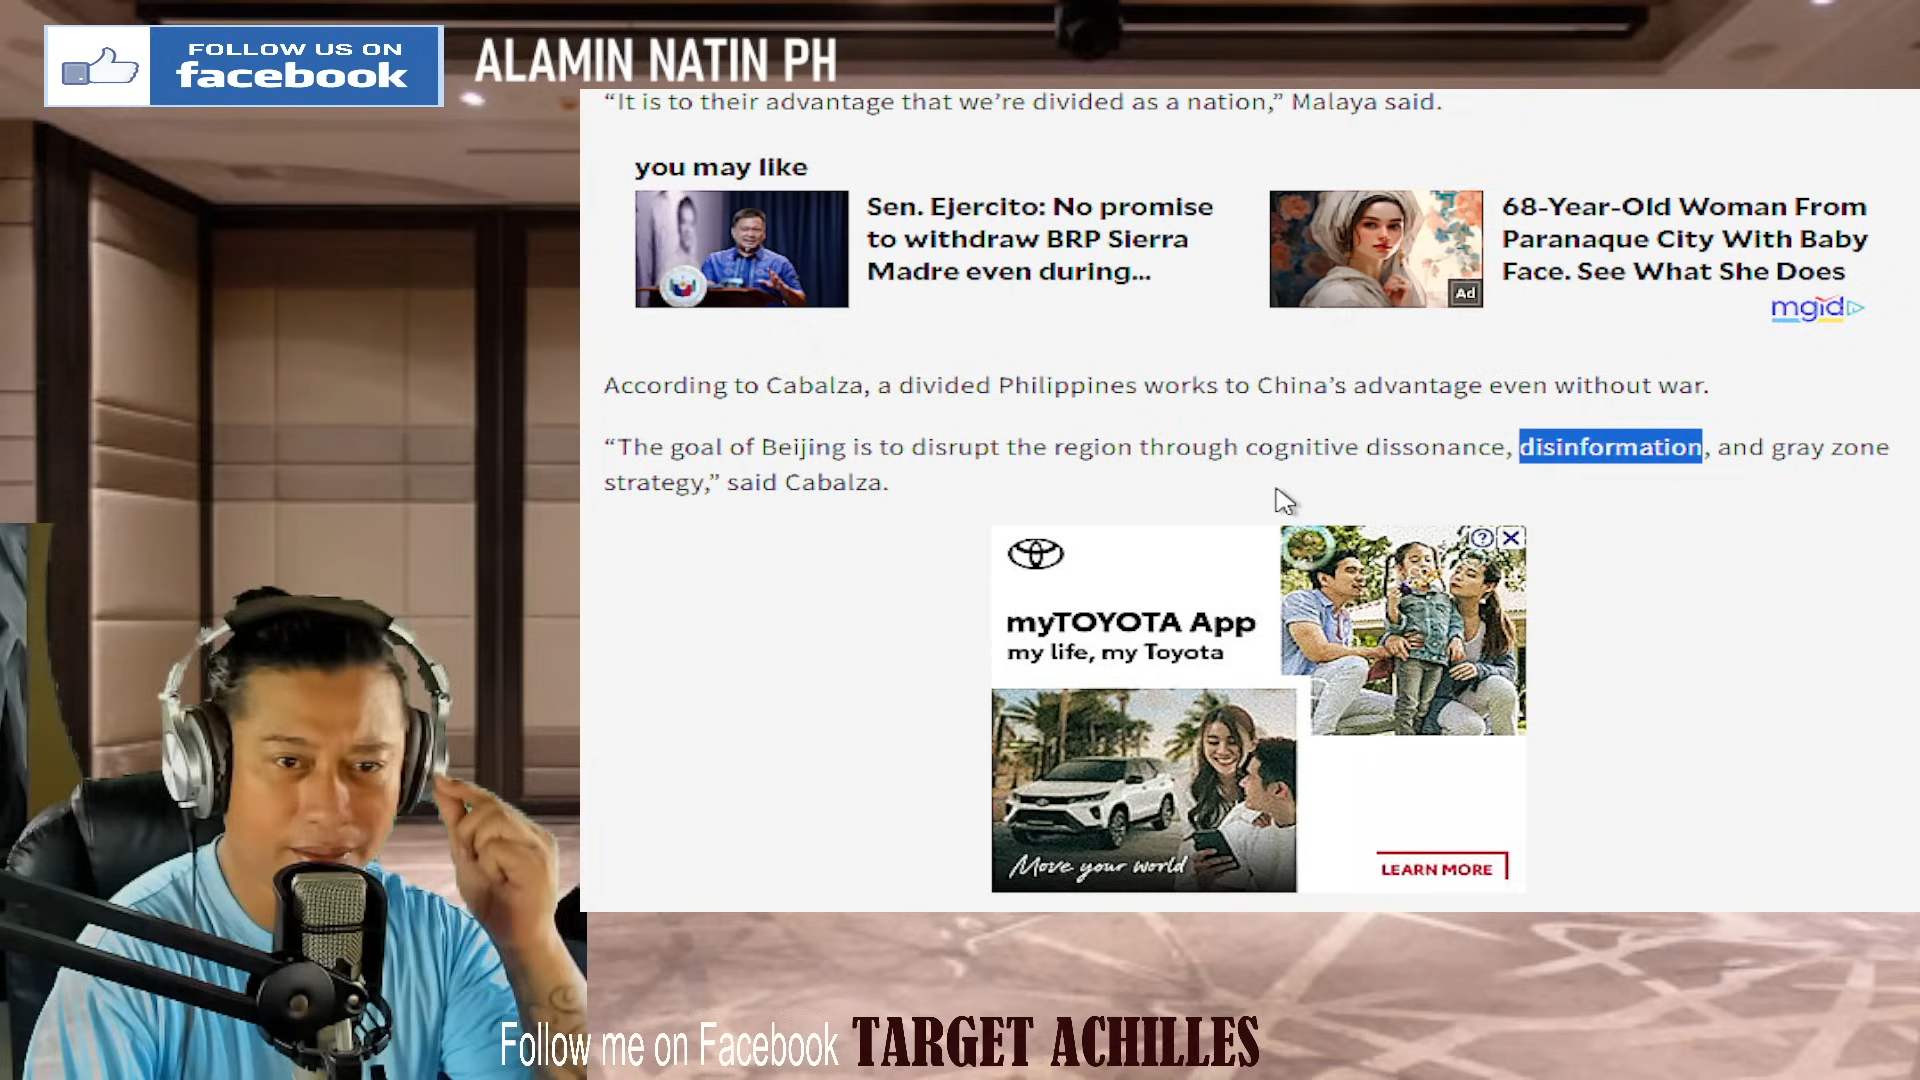 FOLLOW US ON
facebook
ALAMIN NATIN PH
“It is to their advantage that we’re divided as a nation,” Malaya said.
you may like
Sen. Ejercito: No promise
to withdraw BRP Sierra
Madre even during...
Ad
68-Year-Old Woman From
Paranaque City With Baby
Face. See What She Does
mgid
According to Cabalza, a divided Philippines works to China’s advantage even without war.
“The goal of Beijing is to disrupt the region through cognitive dissonance, disinformation, and gray zone
strategy,” said Cabalza.
myTOYOTA App
my life, my Toyota
Move your world
LEARN MORE
Follow me on Facebook TARGET ACHILLES